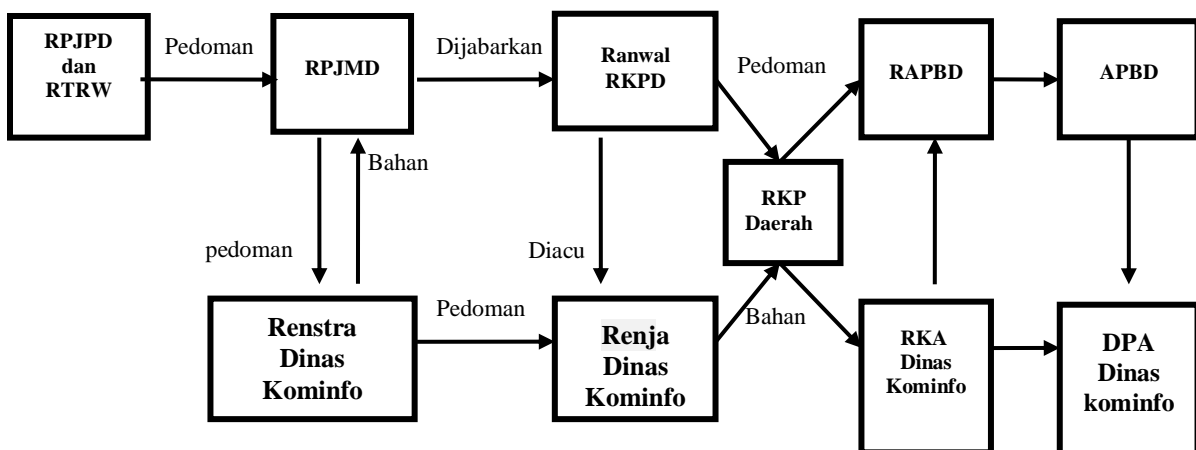 RPJPD
dan
RTRW
Pedoman
RPJMD
Dijabarkan
Ranwal
RKPD
Pedoman
RAPBD
APBD
Bahan
RKP
Daerah
pedoman
Diacu
Renstra
Dinas
Kominfo
Pedoman
Renja
Dinas
Kominfo
Bahan
RKA
Dinas
Kominfo
DPA
Dinas
kominfo